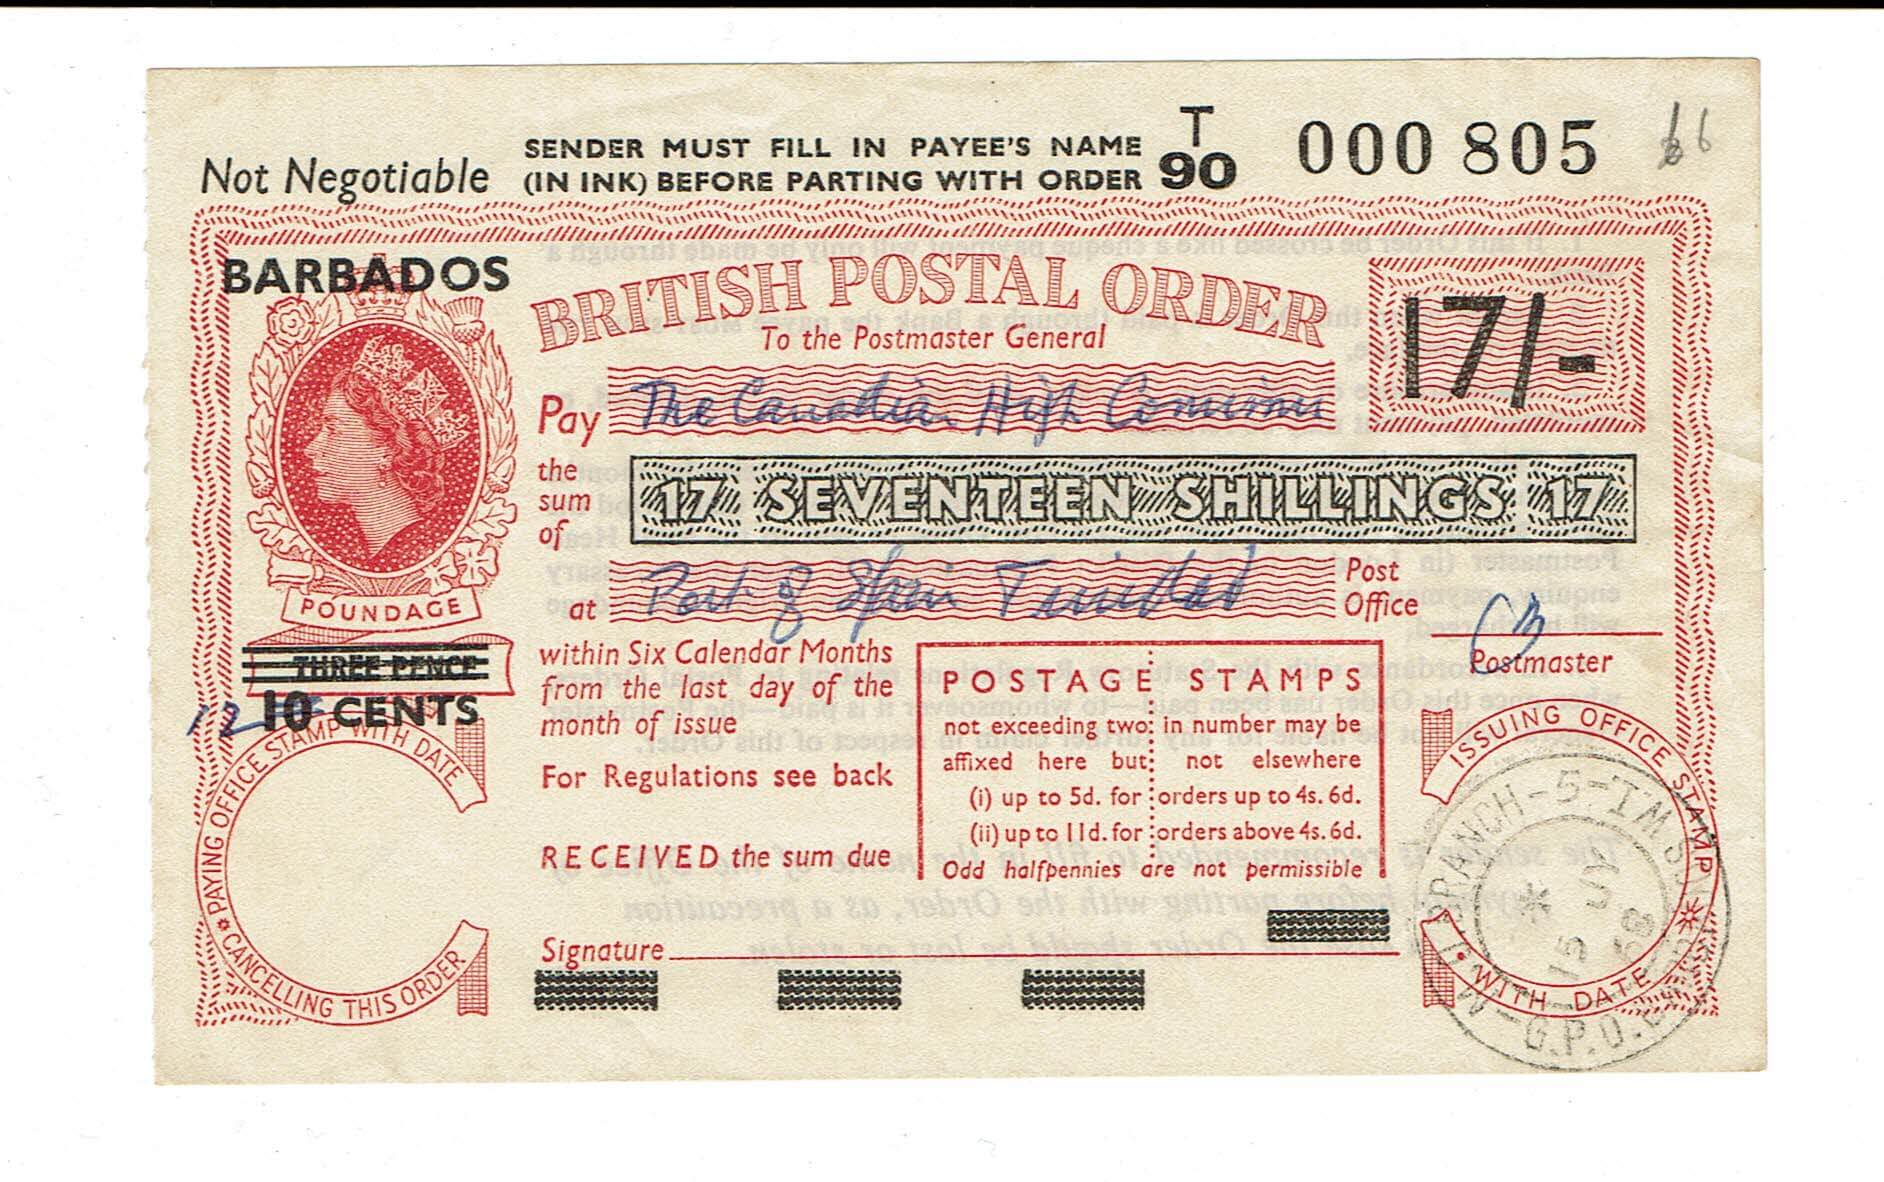 Not Negotiable
SENDER MUST FILL IN PAYEE'S NAME
(IN INK) BEFORE PARTING WITH ORDER
T
90
000 805
BARBADOS
BRITISH POSTAL ORDER
To the Postmaster General
17/-
Pay The Canadian High Commr
the sum of
17 SEVENTEEN SHILLINGS 17
at Port of Spain Trinidad Post Office
Postmaster
POUNDAGE
THREE PENCE
12 10 CENTS
within Six Calendar Months
from the last day of the
month of issue
For Regulations see back
RECEIVED the sum due
Signature
POSTAGE STAMPS
not exceeding two in number may be
affixed here but not elsewhere
(i) up to 5d. for orders up to 4s. 6d.
(ii) up to 11d. for orders above 4s. 6d.
Odd halfpennies are not permissible
PAYING OFFICE STAMP WITH DATE
CANCELLING THIS ORDER
ISSUING OFFICE STAMP
WITH DATE
BRANCH-5-
G.P.O.
15 JA
68